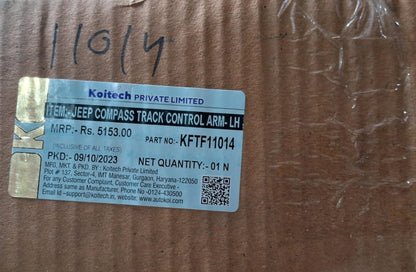 11014
Koitech PRIVATE LIMITED
ITEM:- JEEP COMPASS TRACK CONTROL ARM- LH
MRP:- Rs. 5153.00
PART NO:- KFTF11014
(INCLUSIVE OF ALL TAXES)
PKD:- 09/10/2023
NET QUANTITY:- 01 N
MFG, MKT. & PKD. BY : Koitech Private Limited
Plot # 137, Sector-4, IMT Manesar, Gurgaon, Haryana-122050
For any Customer Complaint, Customer Care Executive -
Address same as Manufacturer, Phone No -0124-430500
Email Id -support@koitech.in, website - www.autokoi.com